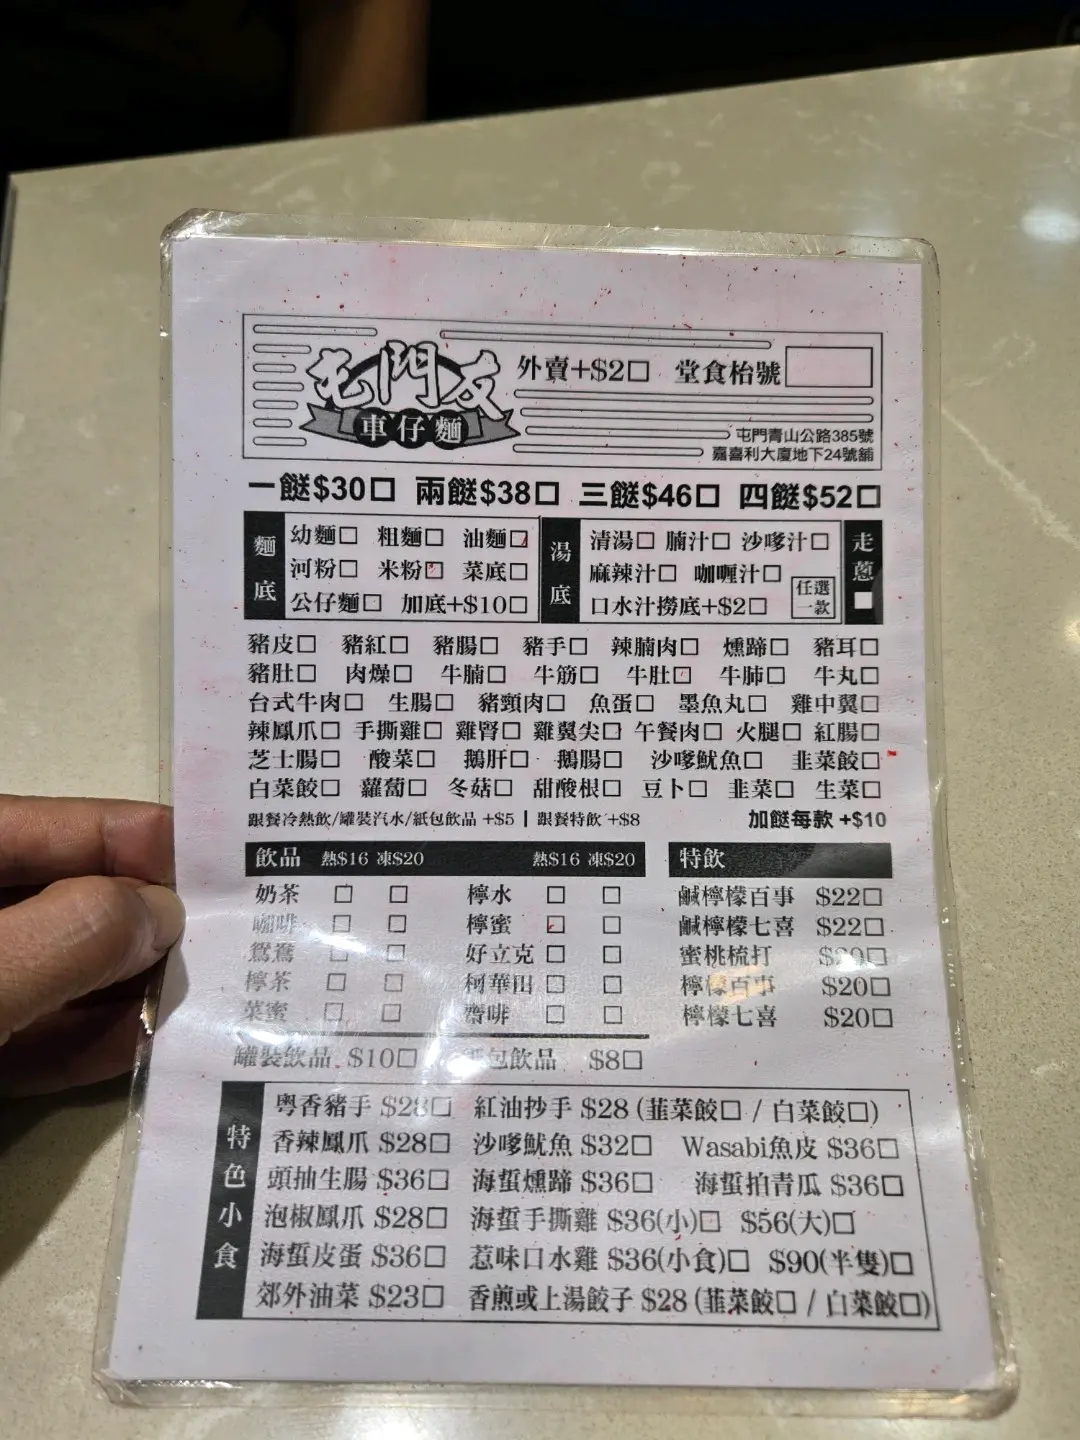 屯門友
車仔麵
外賣+$2□ 堂食枱號
屯門青山公路385號
嘉喜利大廈地下24號舖
一餸$30□ 兩餸$38□ 三餸$46□ 四餸$52□
麵底
幼麵□ 粗麵□ 油麵□
河粉□ 米粉□ 菜底□
公仔麵□ 加底+$10□
湯底
清湯□ 腩汁□ 沙嗲汁□
麻辣汁□ 咖喱汁□
口水汁撈底+$2□
任選一款
走蔥□
豬皮□ 豬紅□ 豬腸□ 豬手□ 辣腩肉□ 燻蹄□ 豬耳□
豬肚□ 肉燥□ 牛腩□ 牛筋□ 牛肚□ 牛肺□ 牛丸□
台式牛肉□ 生腸□ 豬頸肉□ 魚蛋□ 墨魚丸□ 雞中翼□
辣鳳爪□ 手撕雞□ 雞腎□ 雞翼尖□ 午餐肉□ 火腿□ 紅腸□
芝士腸□ 酸菜□ 鵝肝□ 鵝腸□ 沙嗲魷魚□ 韭菜餃□
白菜餃□ 蘿蔔□ 冬菇□ 甜酸根□ 豆卜□ 韭菜□ 生菜□
跟餐冷熱飲/罐裝汽水/紙包飲品 +$5 | 跟餐特飲 +$8 加餸每款 +$10
飲品 熱$16 凍$20 熱$16 凍$20
奶茶 □ □ 檸水 □ □
咖啡 □ □ 檸蜜 □ □
鴛鴦 □ □ 好立克 □ □
檸茶 □ □ 柯華田 □ □
菜蜜 □ □ 齋啡 □ □
罐裝飲品 $10□ 包飲品 $8□
特飲
鹹檸檬百事 $22□
鹹檸檬七喜 $22□
蜜桃梳打 $20□
檸檬百事 $20□
檸檬七喜 $20□
特色小食
粵香豬手 $28□ 紅油抄手 $28 (韮菜餃□ / 白菜餃□)
香辣鳳爪 $28□ 沙嗲魷魚 $32□ Wasabi魚皮 $36□
頭抽生腸 $36□ 海蜇燻蹄 $36□ 海蜇拍青瓜 $36□
泡椒鳳爪 $28□ 海蜇手撕雞 $36(小)□ $56(大)□
海蜇皮蛋 $36□ 惹味口水雞 $36(小食)□ $90(半隻)□
郊外油菜 $23□ 香煎或上湯餃子 $28 (韮菜餃□ / 白菜餃□)